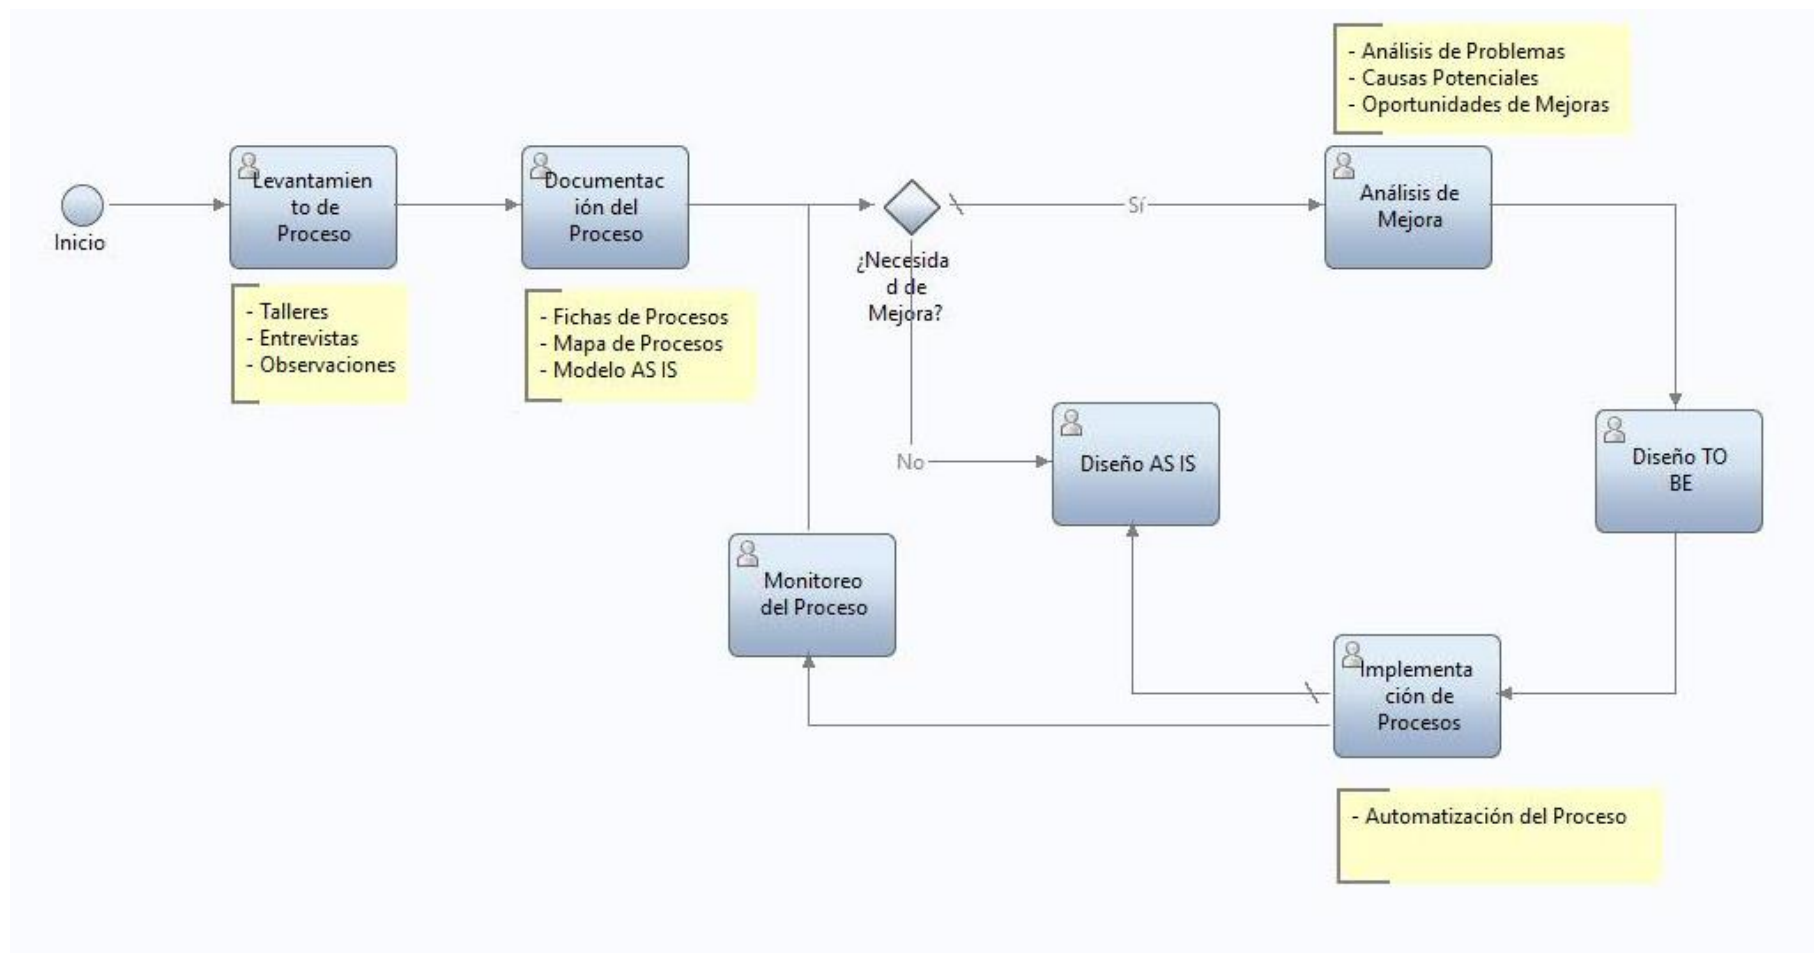 - Análisis de Problemas
- Causas Potenciales
- Oportunidades de Mejoras
Inicio
Levantamien
to de
Proceso
- Talleres
- Entrevistas
- Observaciones
Documentac
ión del
Proceso
- Fichas de Procesos
- Mapa de Procesos
- Modelo AS IS
¿Necesida
d de
Mejora?
Sí
Análisis de
Mejora
No
Diseño AS IS
Diseño TO
BE
Monitoreo
del Proceso
Implementa
ción de
Procesos
- Automatización del Proceso